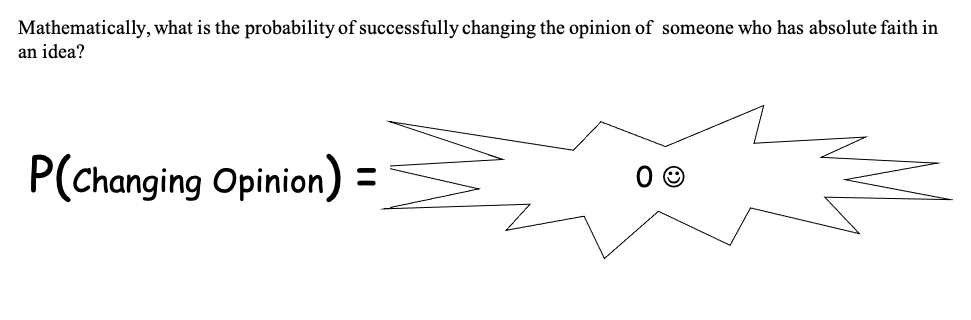 Mathematically, what is the probability of successfully changing the opinion of someone who has absolute faith in
an idea?
P(Changing Opinion) = 0 ☺